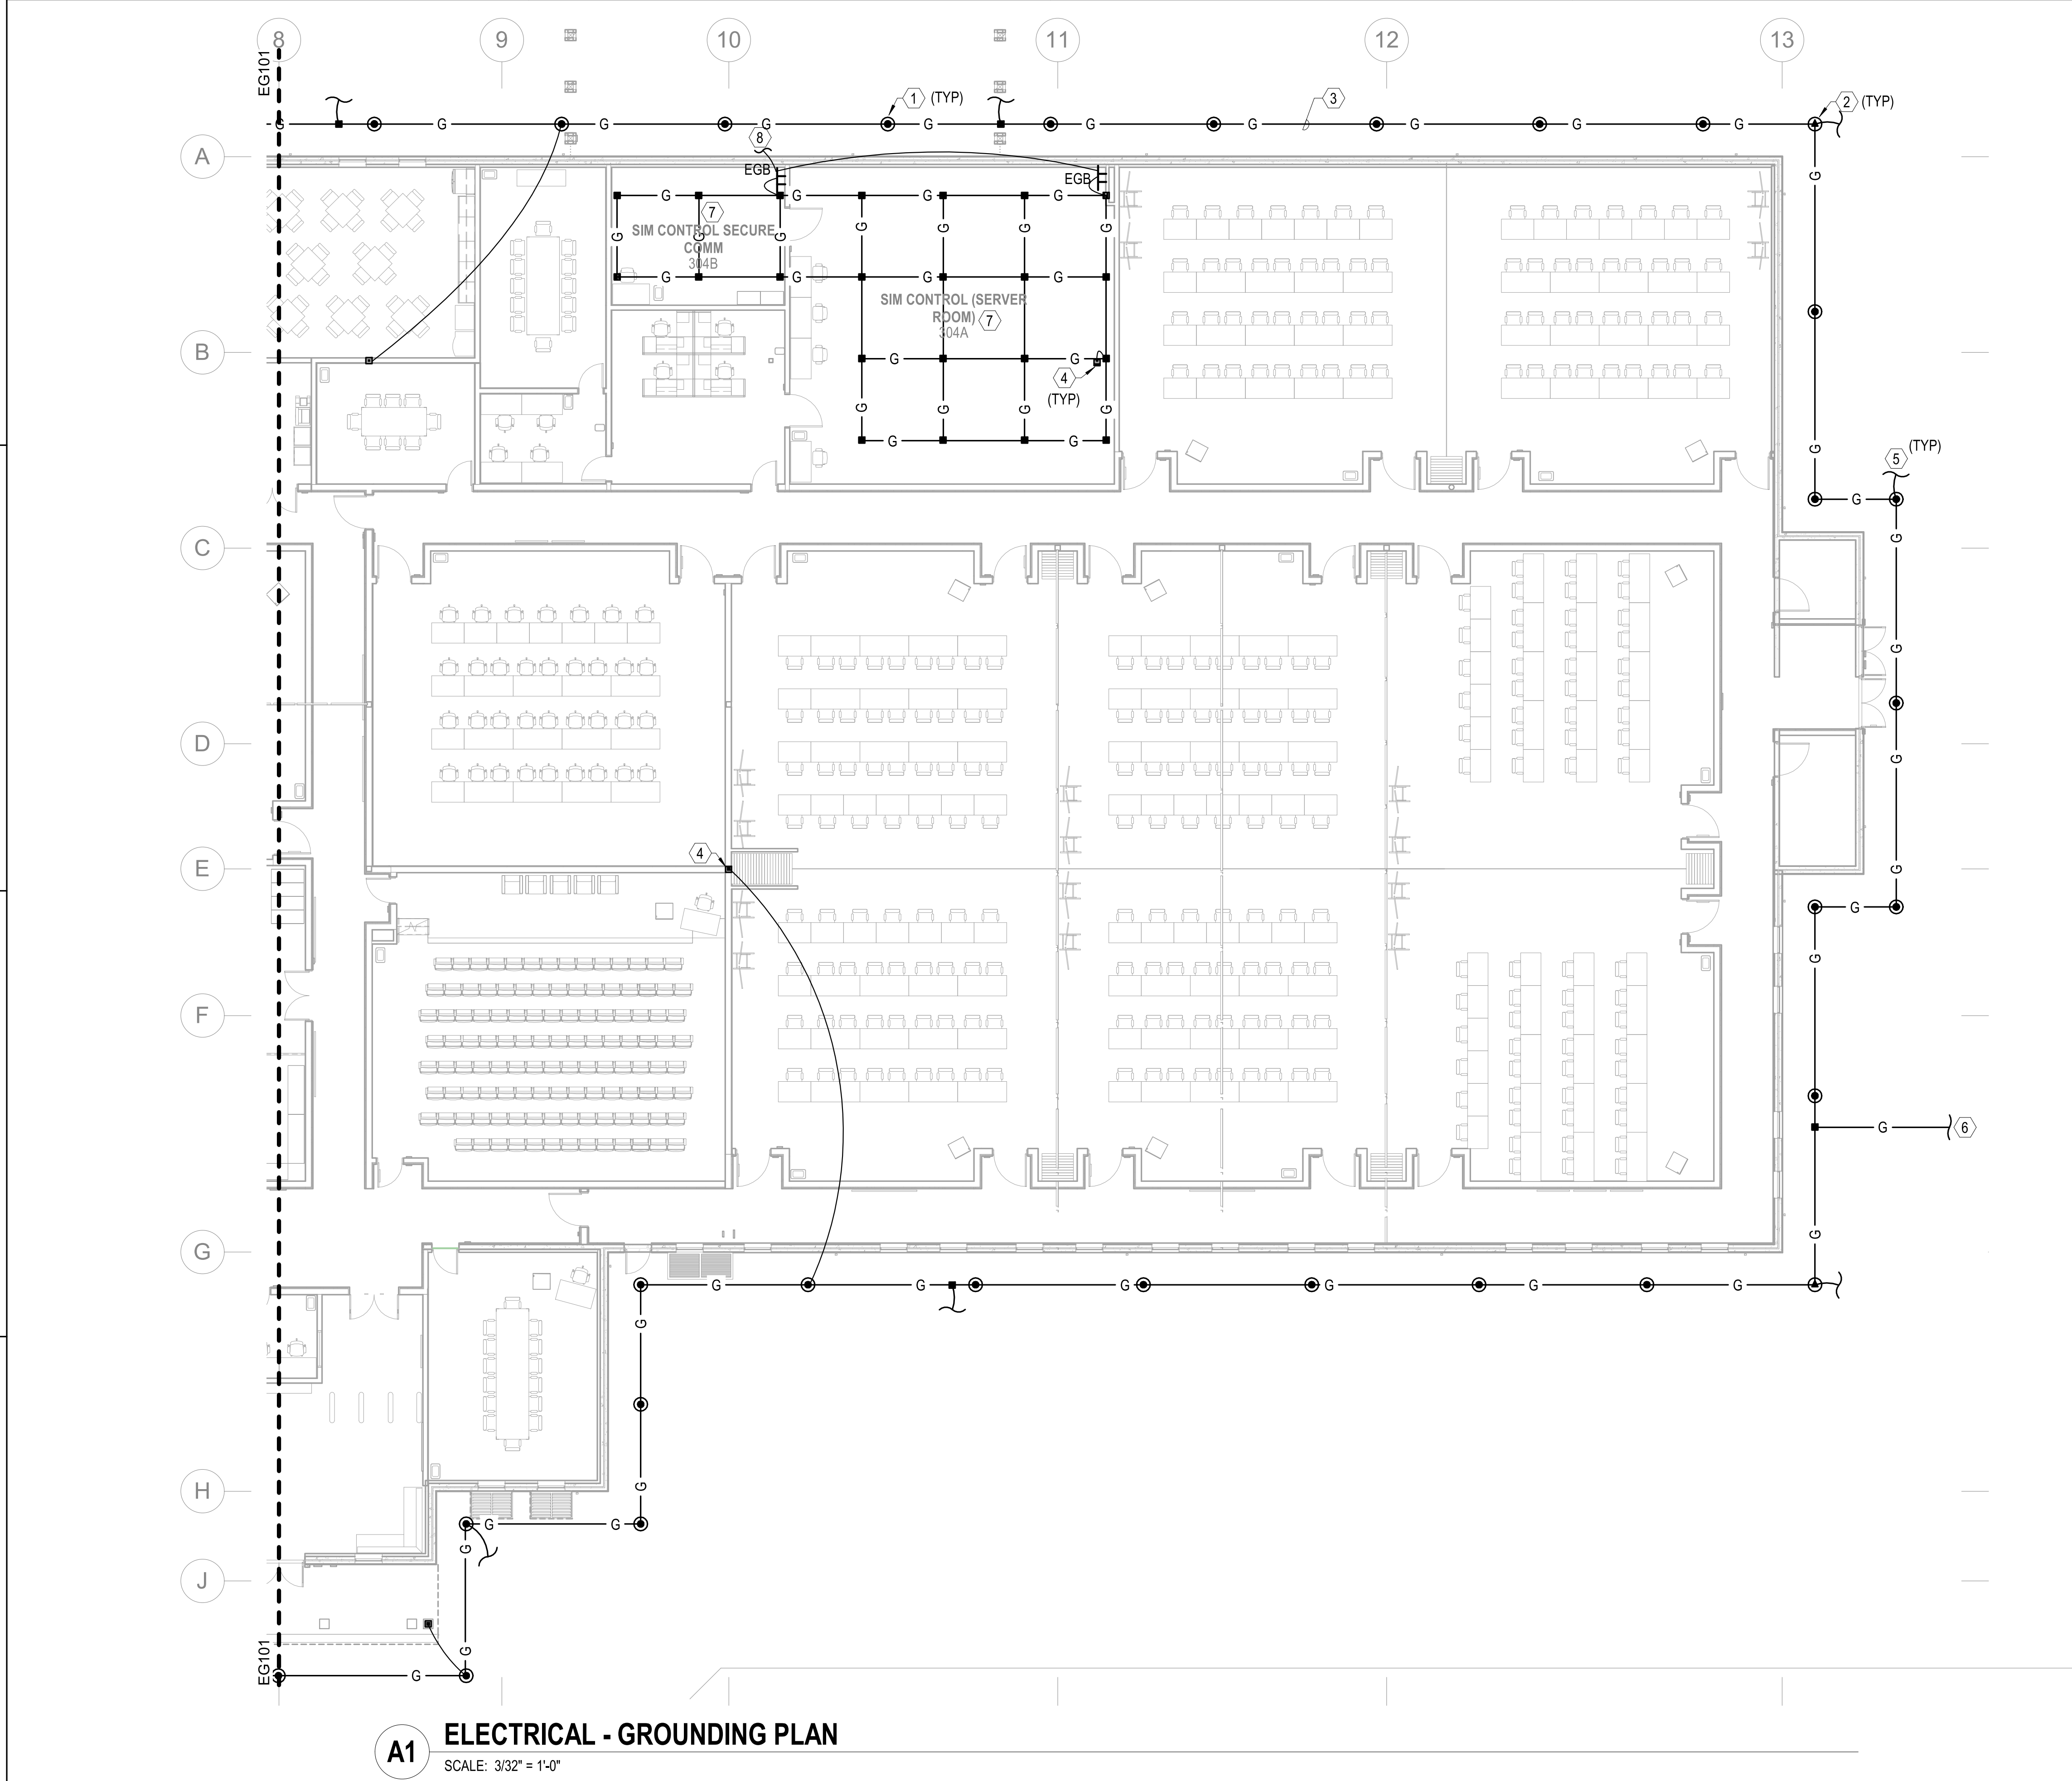 8
9
10
11
12
13
EG101
1 (TYP)
3
2 (TYP)
G G G G G G G G G G
A
8
EGB
EGB
G G G G
7
SIM CONTROL SECURE
COMM
304B
G G G G G G G
G G G G
SIM CONTROL (SERVER
ROOM) 7
304A
B
G G
4
(TYP)
G G G G
G G
G
G
5 (TYP)
G
C
G
G
D
G
4
E
G
G
G
F
G 6
G
G
G G G G G G G
G
G
H
G G
G
J
G
EG101
G
A1 ELECTRICAL - GROUNDING PLAN
SCALE: 3/32" = 1'-0"